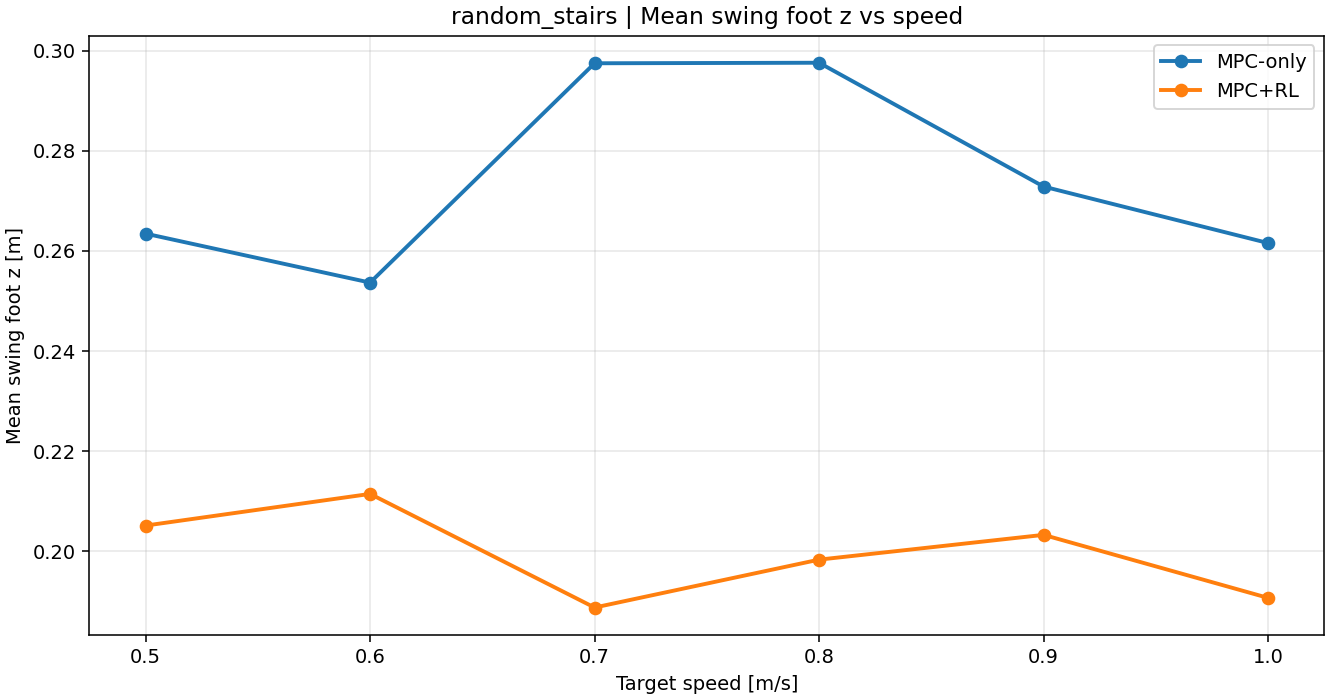 random_stairs | Mean swing foot z vs speed
MPC-only
MPC+RL
Mean swing foot z [m]
0.30
0.28
0.26
0.24
0.22
0.20
0.5 0.6 0.7 0.8 0.9 1.0
Target speed [m/s]